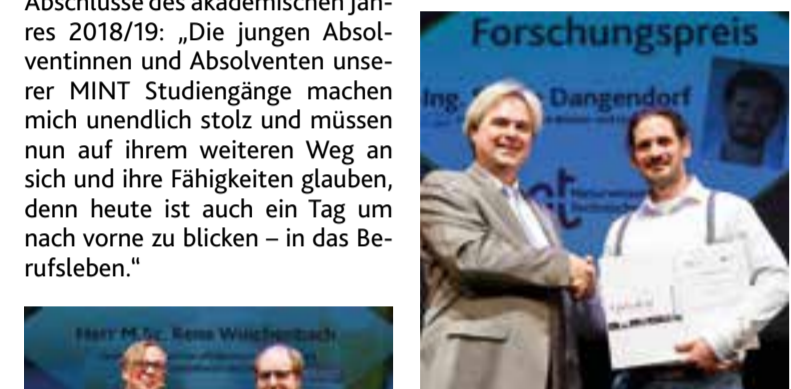 Abschlüsse des akademischen Jah-
res 2018/19: „Die jungen Absol-
ventinnen und Absolventen unse-
rer MINT Studiengänge machen
mich unendlich stolz und müssen
nun auf ihrem weiteren Weg an
sich und ihre Fähigkeiten glauben,
denn heute ist auch ein Tag um
nach vorne zu blicken – in das Be-
rufsleben.“
Forschungspreis
Ing.
Dangendorf
Herr M.Sc. Rene Winchenbach